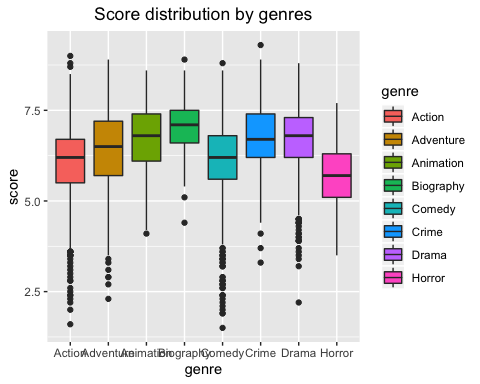 Score distribution by genres
score
7.5
5.0
2.5
Action Adventure Animation Biography Comedy Crime Drama Horror
genre
genre
Action
Adventure
Animation
Biography
Comedy
Crime
Drama
Horror